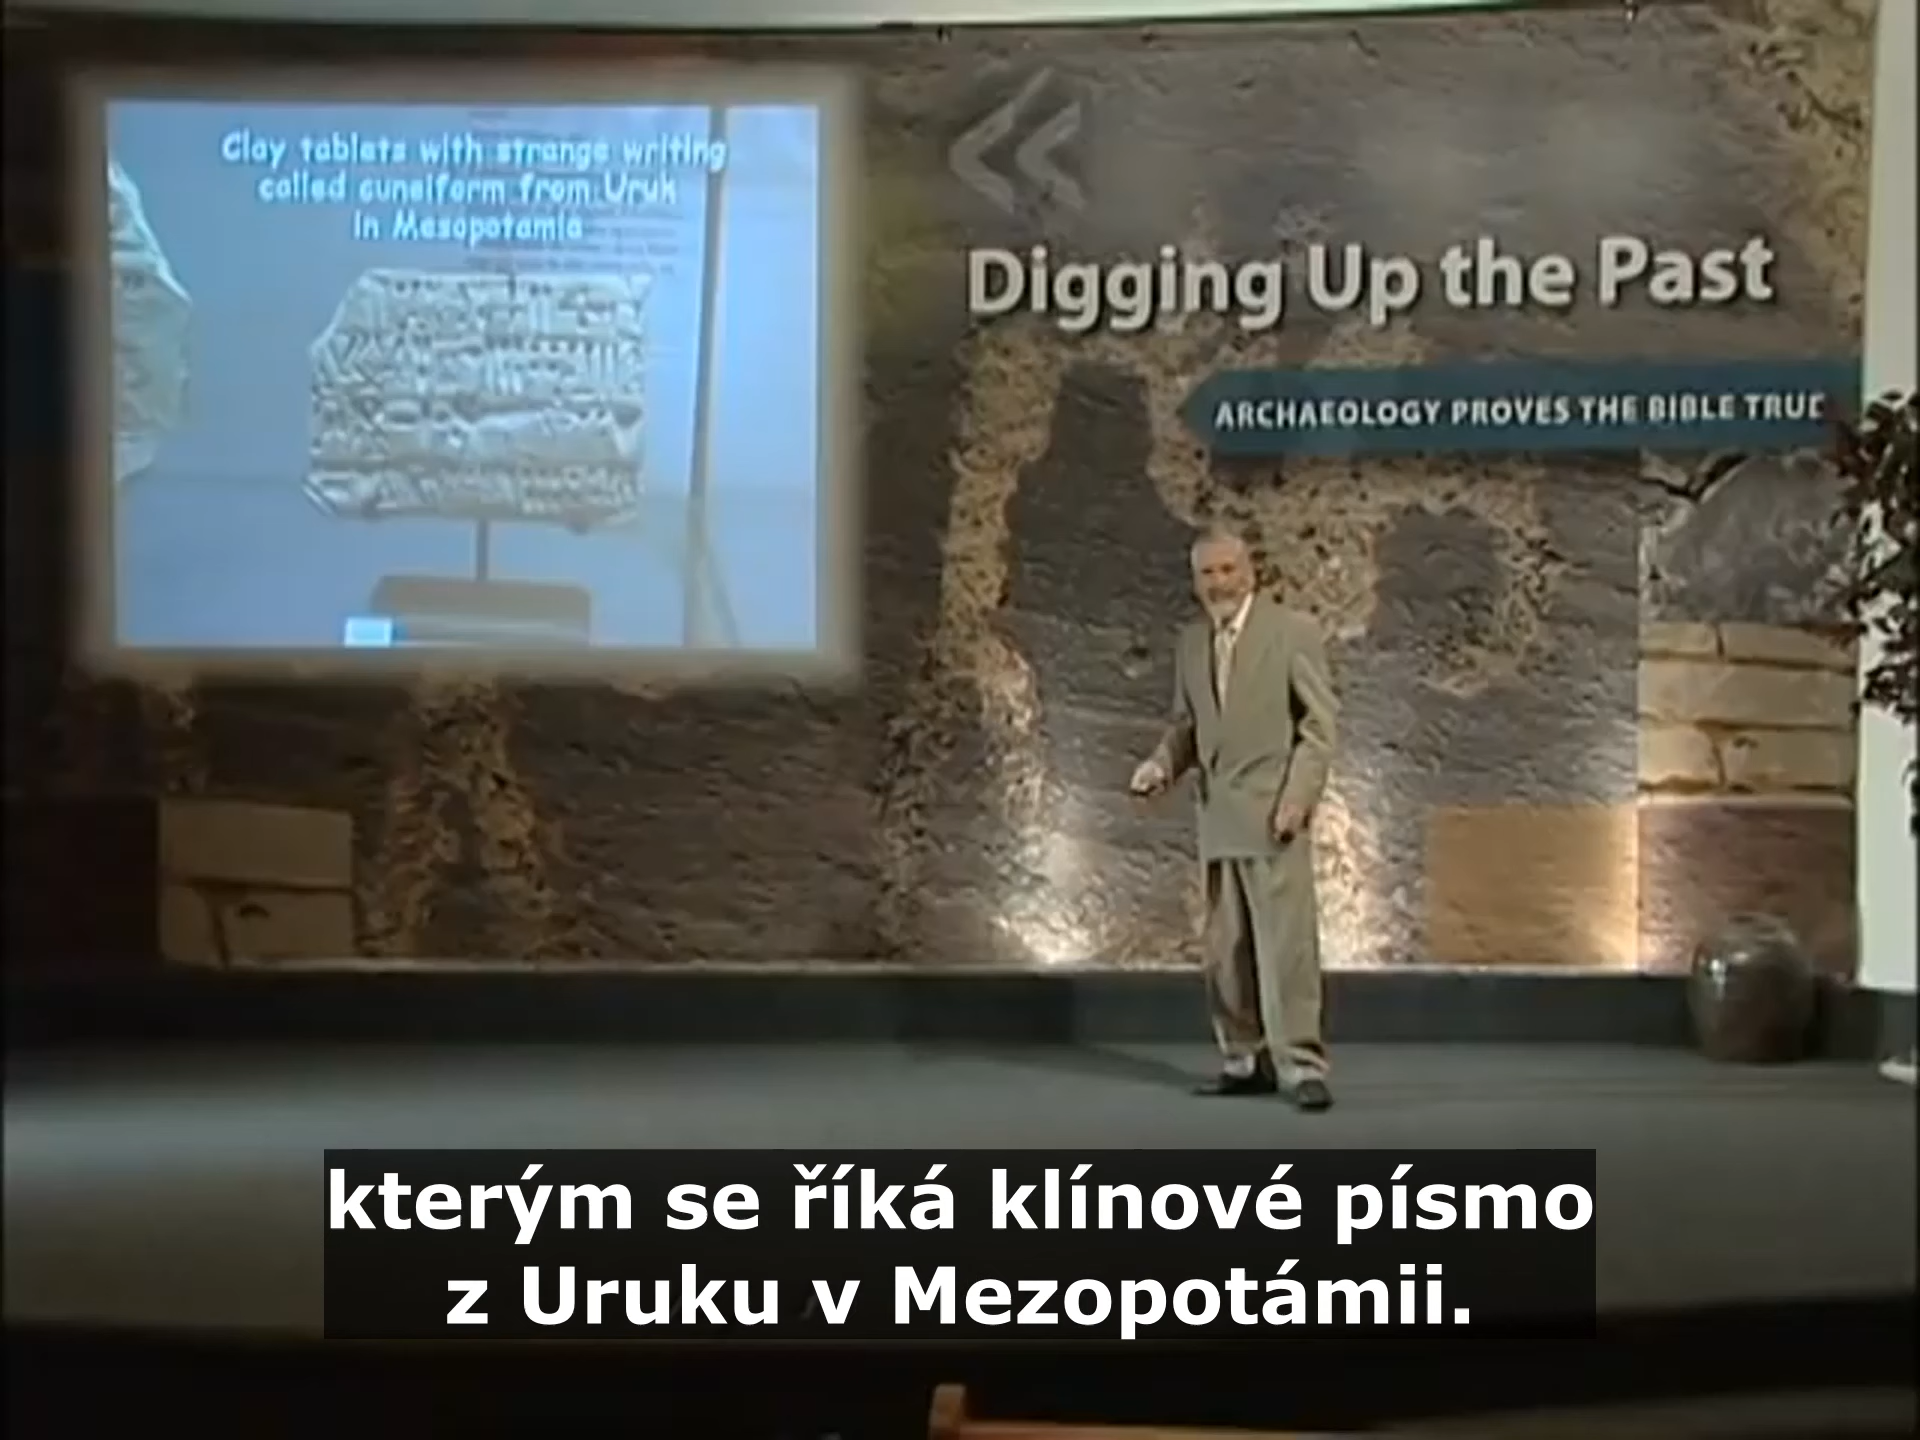 Clay tablets with strange writing
called cuneiform from Uruk
in Mesopotamia
Digging Up the Past
ARCHAEOLOGY PROVES THE BIBLE TRUE
kterým se říká klínové písmo
z Uruku v Mezopotámii.